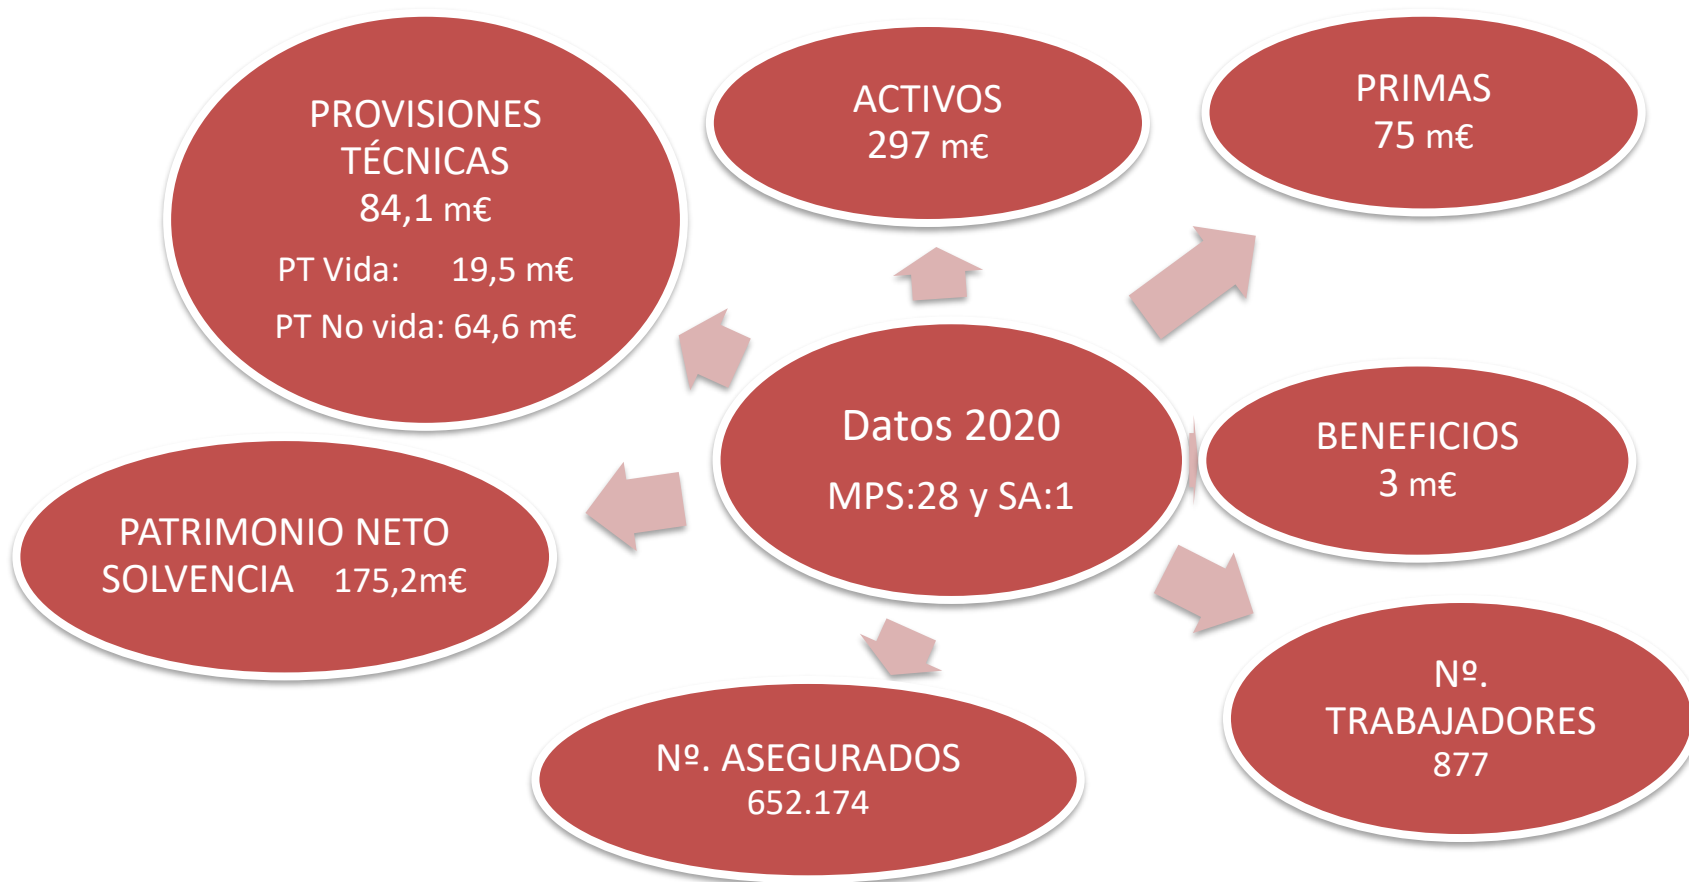 PROVISIONES
TÉCNICAS
84,1 m€
PT Vida: 19,5 m€
PT No vida: 64,6 m€
ACTIVOS
297 m€
PRIMAS
75 m€
Datos 2020
MPS:28 y SA:1
BENEFICIOS
3 m€
PATRIMONIO NETO
SOLVENCIA 175,2m€
Nº.
TRABAJADORES
877
Nº. ASEGURADOS
652.174